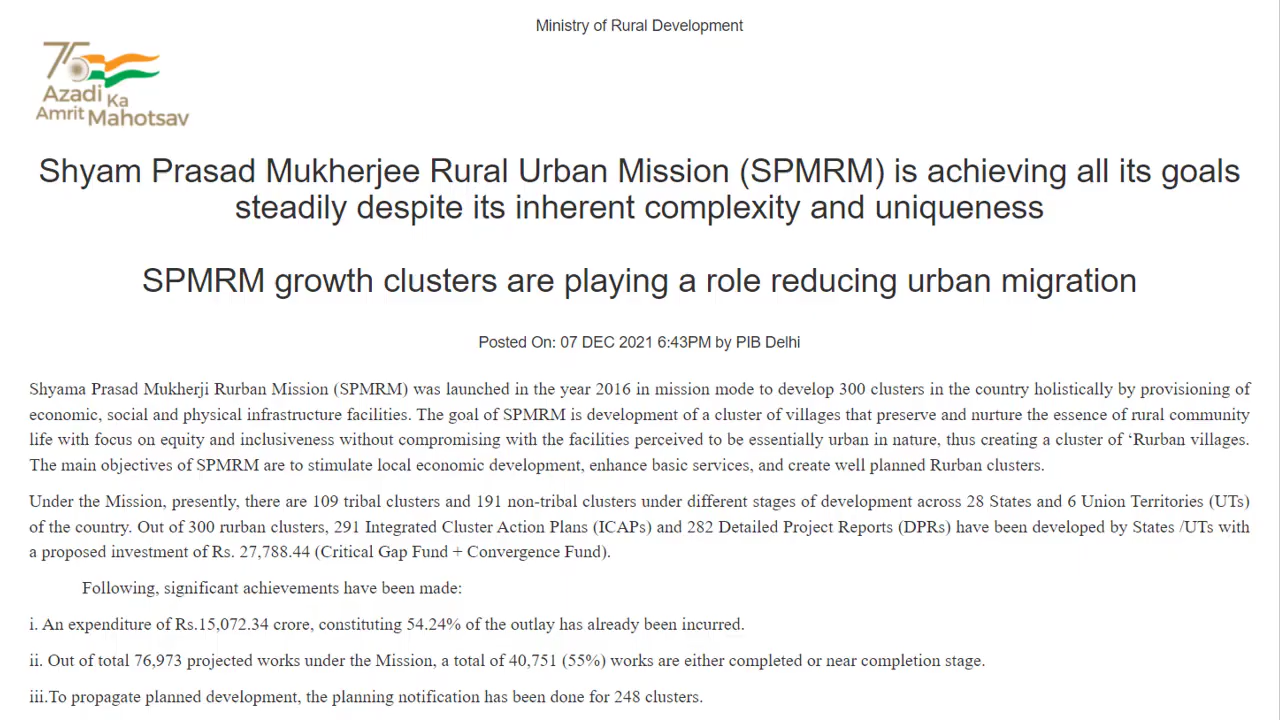 Ministry of Rural Development
75
Azadi Ka
Amrit Mahotsav
Shyam Prasad Mukherjee Rural Urban Mission (SPMRM) is achieving all its goals
steadily despite its inherent complexity and uniqueness
SPMRM growth clusters are playing a role reducing urban migration
Posted On: 07 DEC 2021 6:43PM by PIB Delhi
Shyama Prasad Mukherji Rurban Mission (SPMRM) was launched in the year 2016 in mission mode to develop 300 clusters in the country holistically by provisioning of
economic, social and physical infrastructure facilities. The goal of SPMRM is development of a cluster of villages that preserve and nurture the essence of rural community
life with focus on equity and inclusiveness without compromising with the facilities perceived to be essentially urban in nature, thus creating a cluster of ‘Rurban villages.
The main objectives of SPMRM are to stimulate local economic development, enhance basic services, and create well planned Rurban clusters.
Under the Mission, presently, there are 109 tribal clusters and 191 non-tribal clusters under different stages of development across 28 States and 6 Union Territories (UTs)
of the country. Out of 300 rurban clusters, 291 Integrated Cluster Action Plans (ICAPs) and 282 Detailed Project Reports (DPRs) have been developed by States /UTs with
a proposed investment of Rs. 27,788.44 (Critical Gap Fund + Convergence Fund).
Following, significant achievements have been made:
i. An expenditure of Rs.15,072.34 crore, constituting 54.24% of the outlay has already been incurred.
ii. Out of total 76,973 projected works under the Mission, a total of 40,751 (55%) works are either completed or near completion stage.
iii.To propagate planned development, the planning notification has been done for 248 clusters.